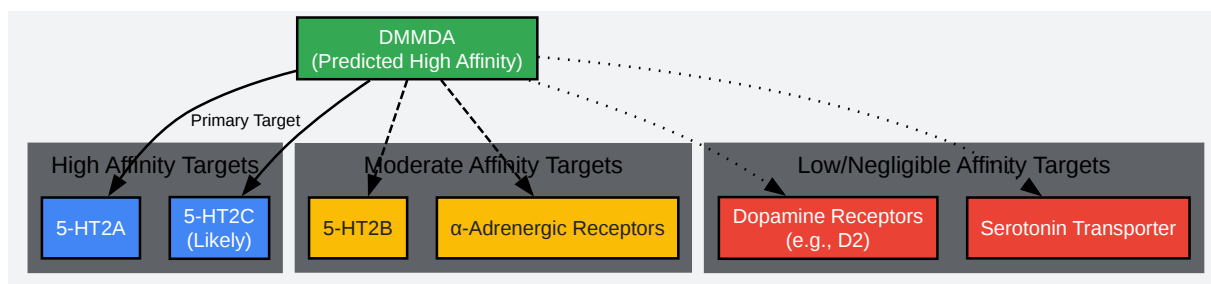 DMMDA
(Predicted High Affinity)
Primary Target
High Affinity Targets
Moderate Affinity Targets
Low/Negligible Affinity Targets
5-HT2A
5-HT2C
(Likely)
5-HT2B
α-Adrenergic Receptors
Dopamine Receptors
(e.g., D2)
Serotonin Transporter